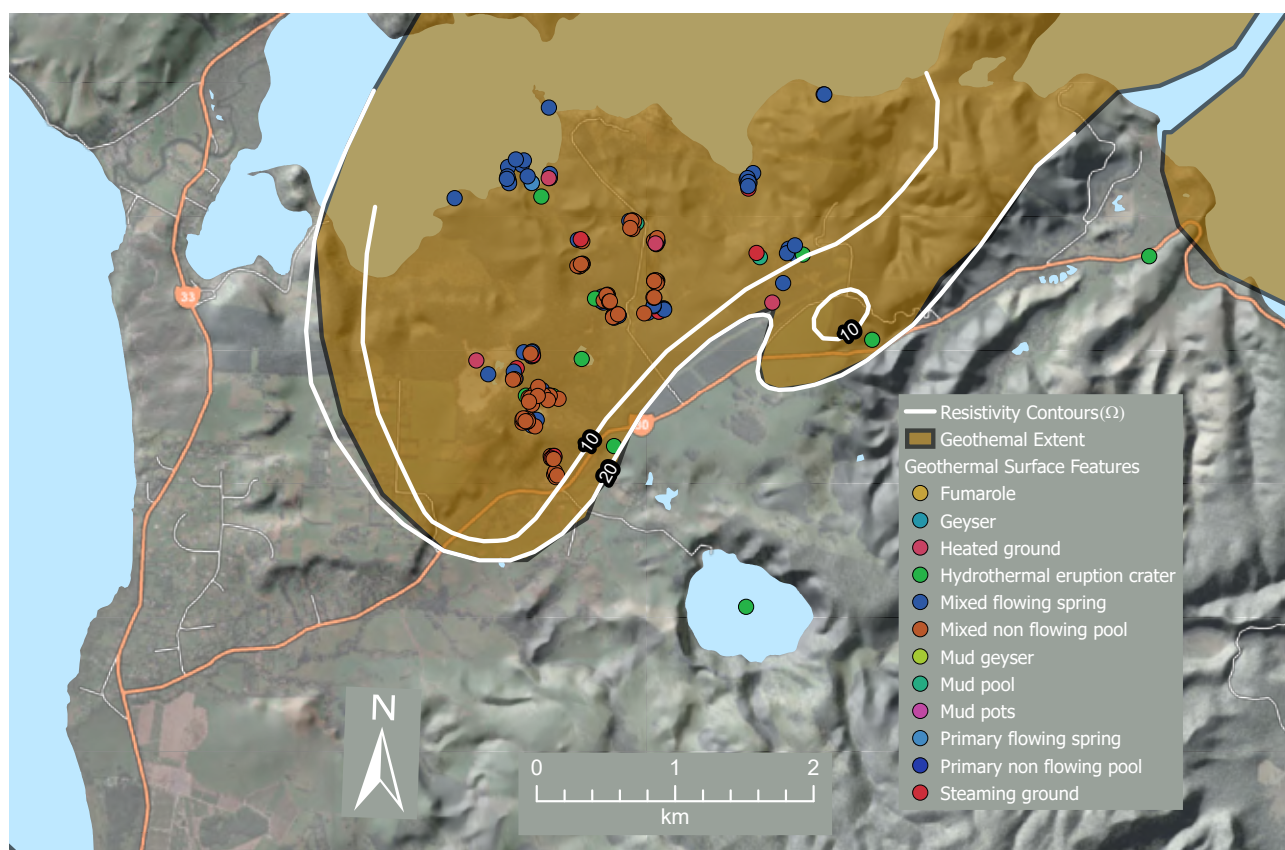 33
10
30
10
20
Resistivity Contours(Ω)
Geothemal Extent
Geothermal Surface Features
Fumarole
Geyser
Heated ground
Hydrothermal eruption crater
Mixed flowing spring
Mixed non flowing pool
Mud geyser
Mud pool
Mud pots
Primary flowing spring
Primary non flowing pool
Steaming ground
N
0 1 2
km